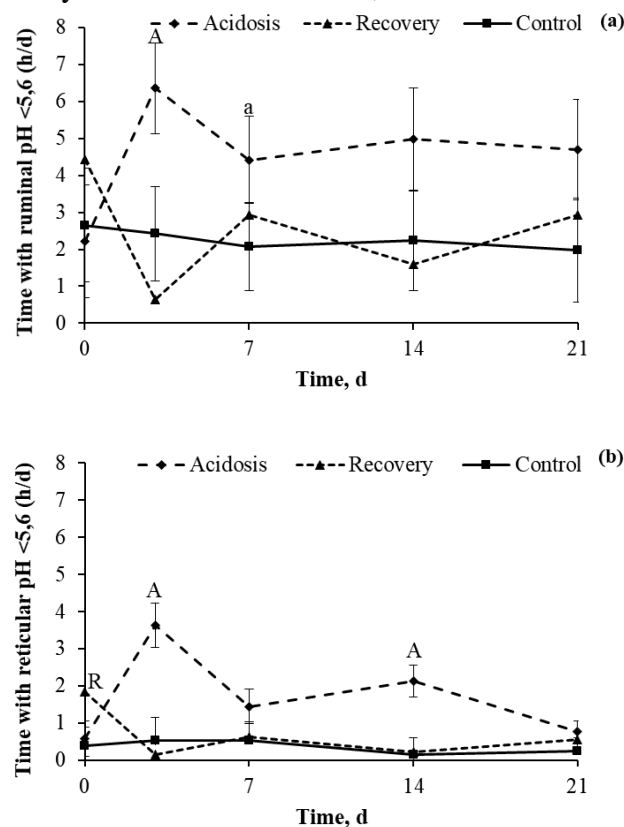 Acidosis Recovery Control (a)
A
a
Time with ruminal pH <5,6 (h/d)
8
7
6
5
4
3
2
1
0
0 7 14 21
Time, d
Acidosis Recovery Control (b)
A
A
R
Time with reticular pH <5,6 (h/d)
8
7
6
5
4
3
2
1
0
0 7 14 21
Time, d